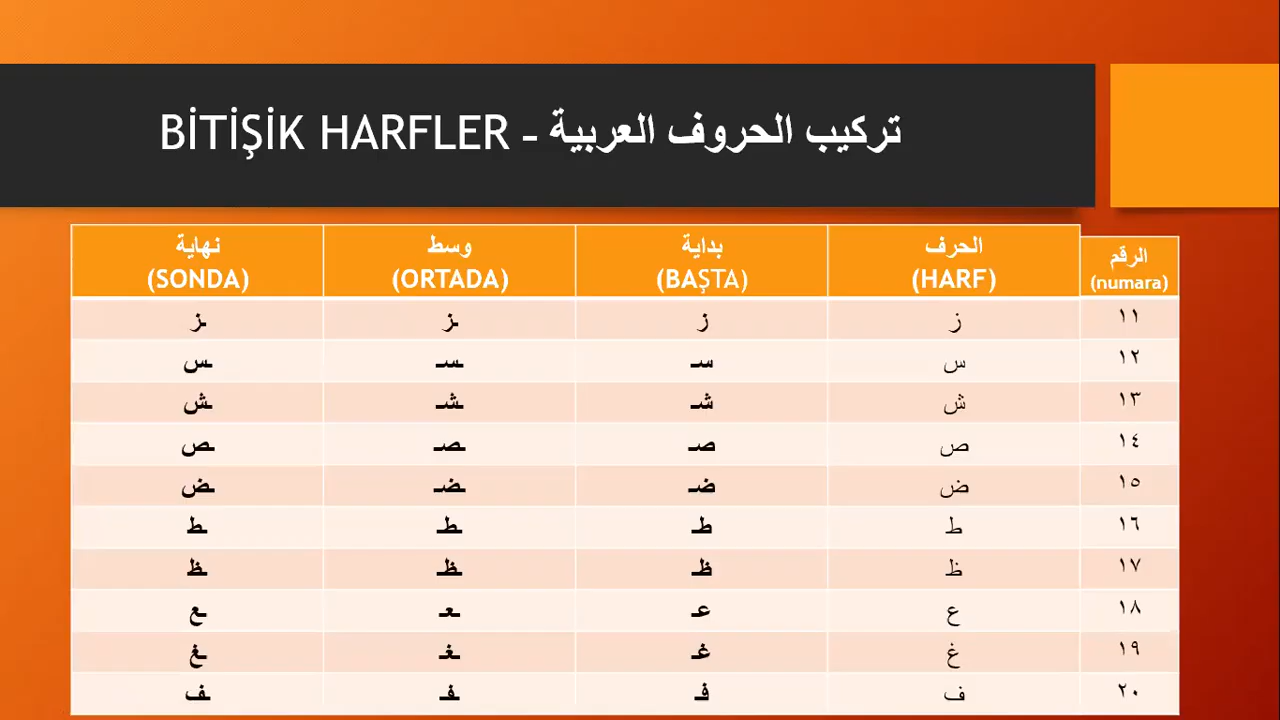 تركيب الحروف العربية - BİTİŞİK HARFLER
الرقم الحرف بداية وسط نهاية
(numara) (HARF) (BAŞTA) (ORTADA) (SONDA)
١١ ز ز ـز ـز
١٢ س سـ ـسـ ـس
١٣ ش شـ ـشـ ـش
١٤ ص صـ ـصـ ـص
١٥ ض ضـ ـضـ ـض
١٦ ط طـ ـطـ ـط
١٧ ظ ظـ ـظـ ـظ
١٨ ع عـ ـعـ ـع
١٩ غ غـ ـغـ ـغ
٢٠ ف فـ ـفـ ـف